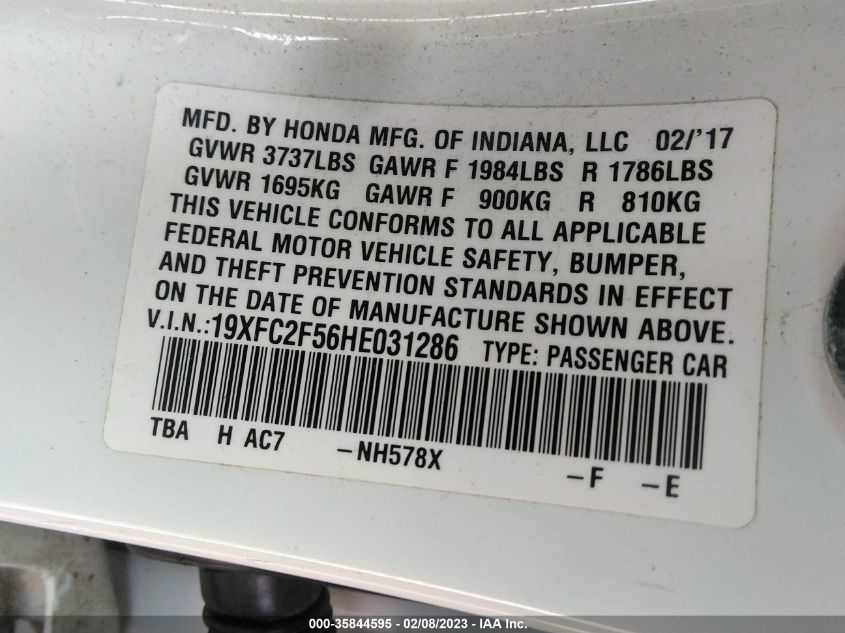 MFD. BY HONDA MFG. OF INDIANA, LLC 02/'17
GVWR 3737LBS GAWR F 1984LBS R 1786LBS
GVWR 1695KG GAWR F 900KG R 810KG
THIS VEHICLE CONFORMS TO ALL APPLICABLE
FEDERAL MOTOR VEHICLE SAFETY, BUMPER,
AND THEFT PREVENTION STANDARDS IN EFFECT
ON THE DATE OF MANUFACTURE SHOWN ABOVE.
V.I.N.:19XFC2F56HE031286 TYPE: PASSENGER CAR
TBA H AC7 –NH578X –F –E
000-35844595 - 02/08/2023 - IAA Inc.